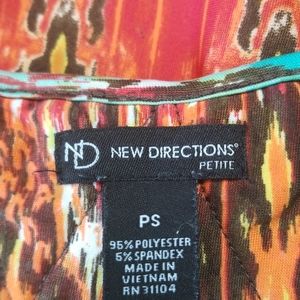 ND NEW DIRECTIONS®
PETITE
PS
95% POLYESTER
5% SPANDEX
MADE IN
VIETNAM
RN 31104